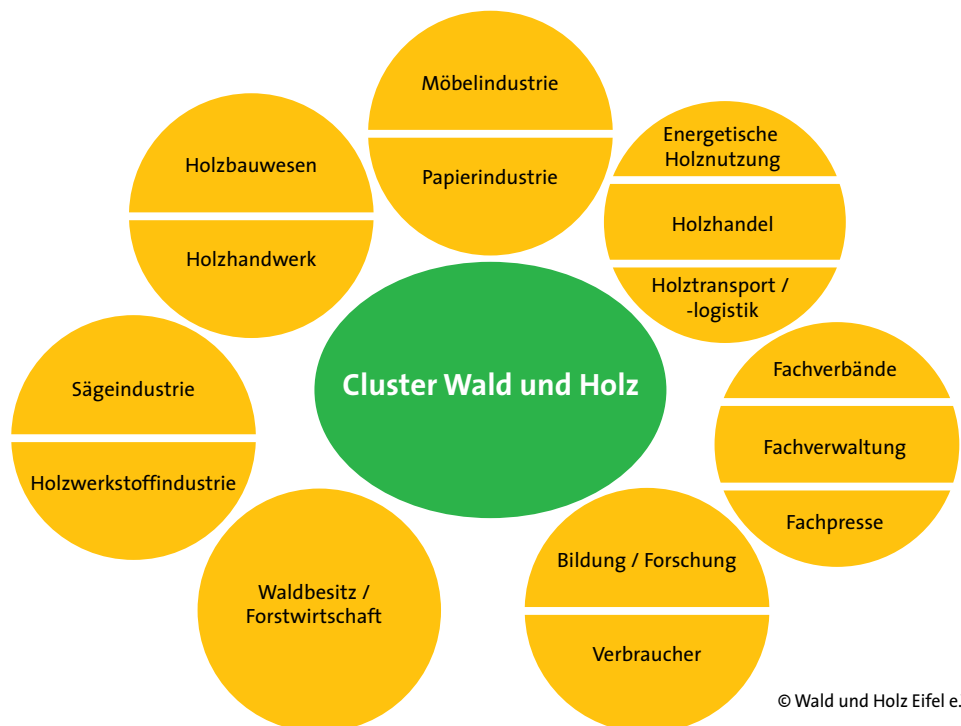 Möbelindustrie
Papierindustrie
Holzbauwesen
Holzhandwerk
Energetische
Holznutzung
Holzhandel
Holztransport /
-logistik
Cluster Wald und Holz
Sägeindustrie
Holzwerkstoffindustrie
Fachverbände
Fachverwaltung
Fachpresse
Waldbesitz /
Forstwirtschaft
Bildung / Forschung
Verbraucher
© Wald und Holz Eifel e.